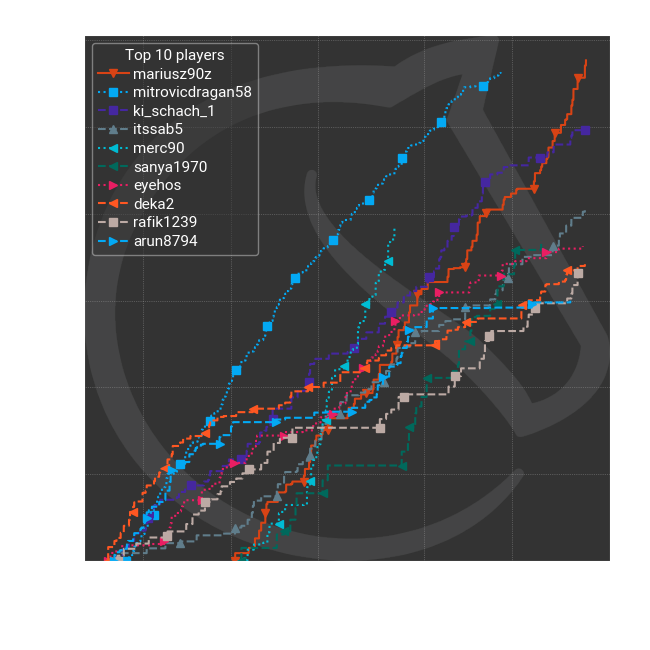 Top 10 players
mariusz90z
mitrovicdragan58
ki_schach_1
itssab5
merc90
sanya1970
eyehos
deka2
rafik1239
arun8794